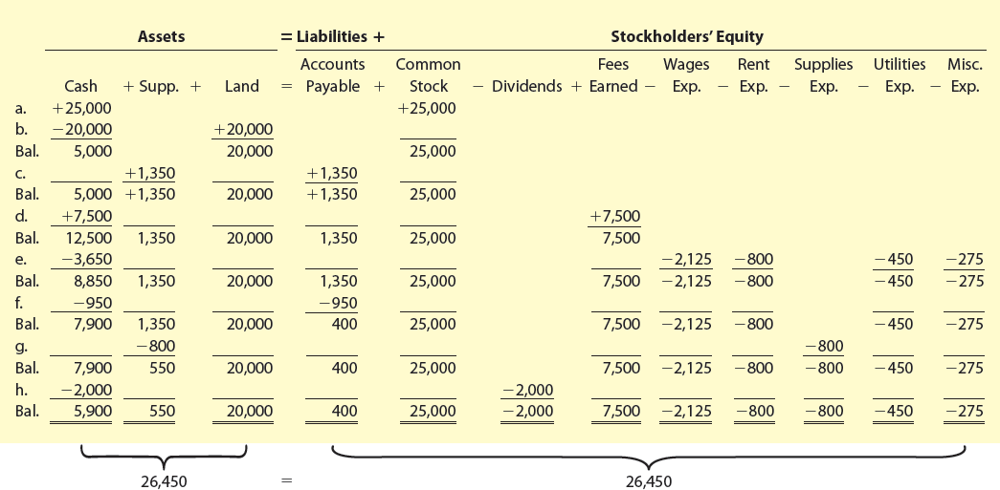 Assets = Liabilities + Stockholders' Equity
Accounts Common Fees Wages Rent Supplies Utilities Misc.
Cash + Supp. + Land = Payable + Stock − Dividends + Earned − Exp. − Exp. − Exp. − Exp. − Exp.
a. +25,000 +25,000
b. −20,000 +20,000
Bal. 5,000 20,000 25,000
c. +1,350 +1,350
Bal. 5,000 +1,350 20,000 +1,350 25,000
d. +7,500 +7,500
Bal. 12,500 1,350 20,000 1,350 25,000 7,500
e. −3,650 −2,125 −800 −450 −275
Bal. 8,850 1,350 20,000 1,350 25,000 7,500 −2,125 −800 −450 −275
f. −950 −950
Bal. 7,900 1,350 20,000 400 25,000 7,500 −2,125 −800 −450 −275
g. −800 −800
Bal. 7,900 550 20,000 400 25,000 7,500 −2,125 −800 −800 −450 −275
h. −2,000 −2,000
Bal. 5,900 550 20,000 400 25,000 −2,000 7,500 −2,125 −800 −800 −450 −275
26,450 = 26,450